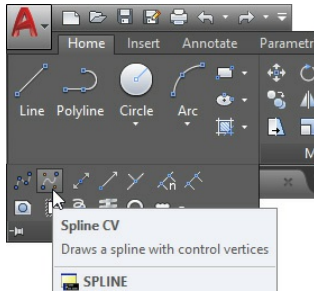 Home Insert Annotate Parametr
Line Polyline Circle Arc
M
Spline CV
Draws a spline with control vertices
SPLINE